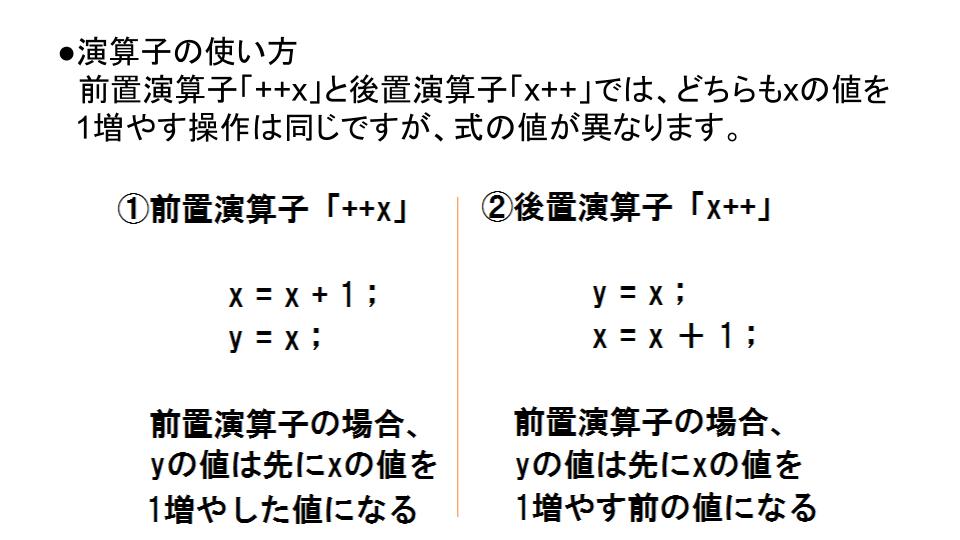 ●演算子の使い方
前置演算子「++x」と後置演算子「x++」では、どちらもxの値を
1増やす操作は同じですが、式の値が異なります。
①前置演算子「++x」
x = x + 1 ;
y = x ;
前置演算子の場合、
yの値は先にxの値を
1増やした値になる
②後置演算子「x++」
y = x ;
x = x ＋ 1 ;
前置演算子の場合、
yの値は先にxの値を
1増やす前の値になる